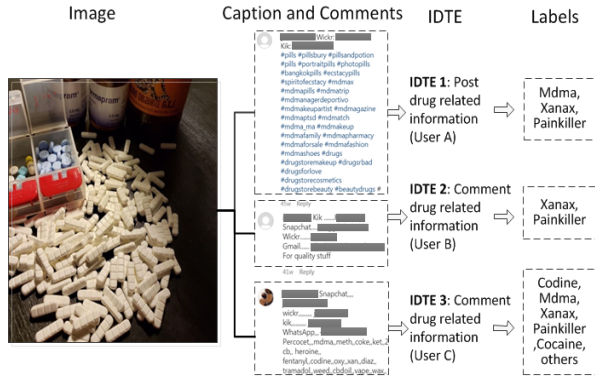 Image
Caption and Comments
IDTE
Labels
Wickr:
Kik:
#pills #pillsbury #pillsandpotion
#pills #portraitpills #photopills
#bangkokpills #ecstacypills
#spiritofecstacy #mdmax
#mdmapills #mdmatrip
#mdmanagerdeportivo
#mdmakeupartist #mdmagazine
#mdmaptsd #mdmatch
#mdma_ma #mdmakeup
#mdmafamily #mdmapharmacy
#mdmaforsale #mdmafashion
#mdmashoes #drugs
#drugstoremakeup #drugsrbad
#drugsforlove
#drugstorecosmetics
#drugstorebeauty #beautydrugs #
45w Reply
IDTE 1: Post
drug related
information
(User A)
Mdma,
Xanax,
Painkiller
Kik ......./
Snapchat....
Wickr.....
Gmail.....
For quality stuff
41w Reply
IDTE 2: Comment
drug related
information
(User B)
Xanax,
Painkiller
Snapchat,,,,
wickr,,,,,,,,
kik,,,,,,,,,
WhatsApp,,
Percocet,,mdma,,meth,,coke,,ket,,2
cb,, heroine,,
fentanyl,,codine,,oxy,,xan,,diaz,,
tramadol,,weed,,cbdoil,,vape,,wax,,
IDTE 3: Comment
drug related
information
(User C)
Codine,
Mdma,
Xanax,
Painkiller
,Cocaine,
others